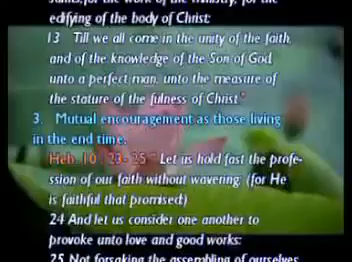 saints, for the work of the ministry, for the
edifying of the body of Christ:
13 Till we all come in the unity of the faith,
and of the knowledge of the Son of God,
unto a perfect man, unto the measure of
the stature of the fulness of Christ"
3. Mutual encouragement as those living
in the end time.
Heb. 10 :23- 25 " Let us hold fast the profe-
ssion of our faith without wavering; (for He
is faithful that promised;)
24 And let us consider one another to
provoke unto love and good works:
25 Not forsaking the assembling of ourselves